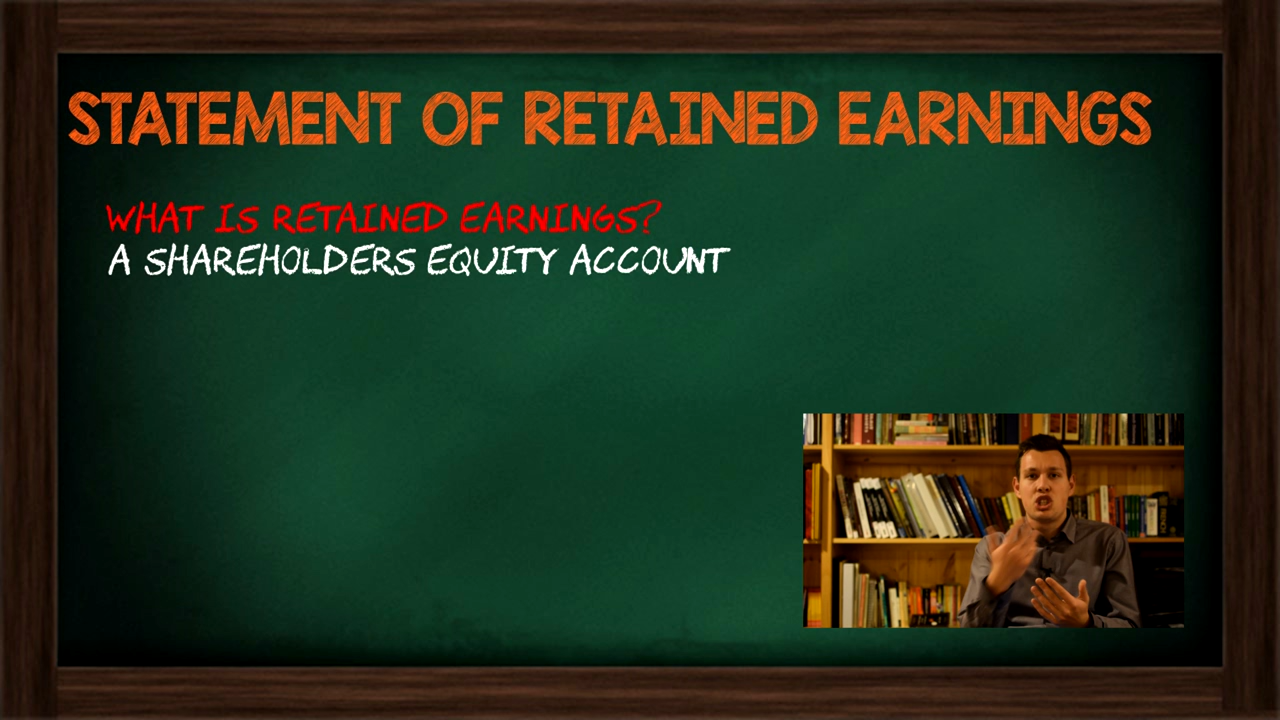 STATEMENT OF RETAINED EARNINGS
WHAT IS RETAINED EARNINGS?
A SHAREHOLDERS EQUITY ACCOUNT